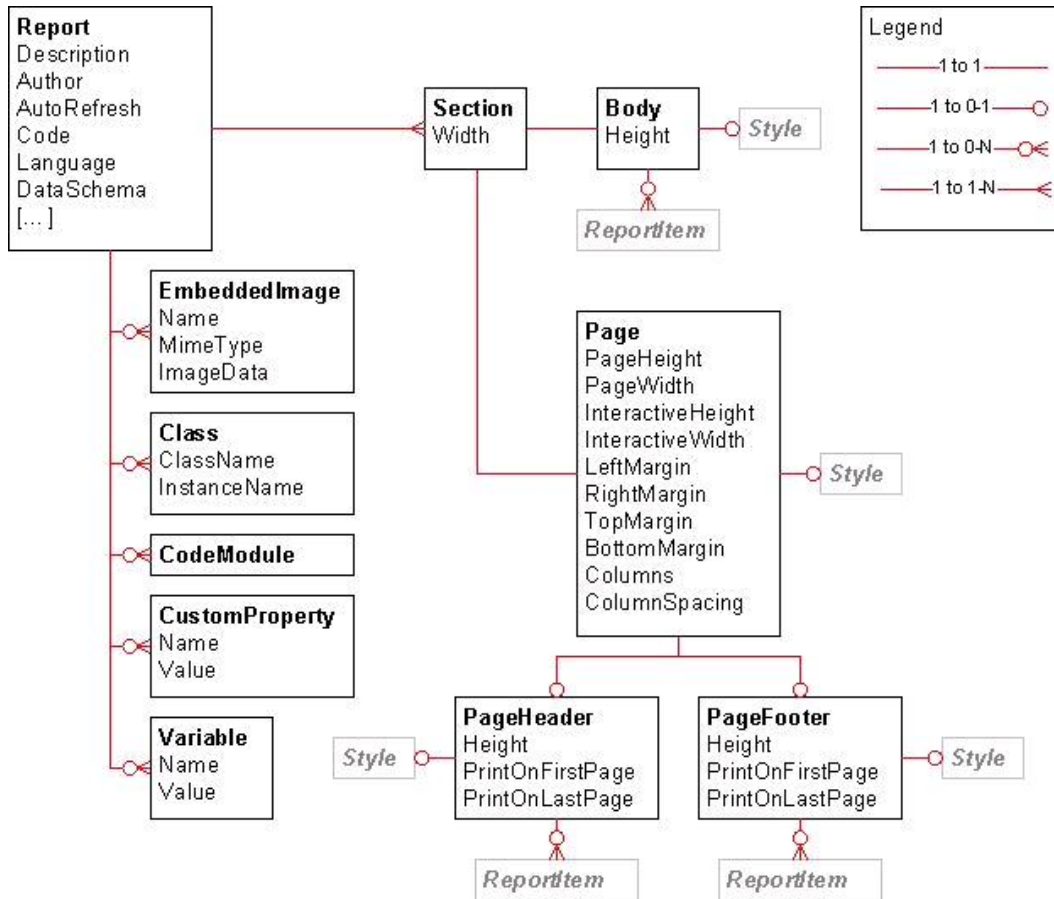 Report
Description
Author
AutoRefresh
Code
Language
DataSchema
[... ]
Section
Width
Body
Height
Style
ReportItem
Legend
1 to 1
1 to 0-1
1 to 0-N
1 to 1-N
EmbeddedImage
Name
MimeType
ImageData
Class
ClassName
InstanceName
CodeModule
CustomProperty
Name
Value
Variable
Name
Value
Page
PageHeight
PageWidth
InteractiveHeight
InteractiveWidth
LeftMargin
RightMargin
TopMargin
BottomMargin
Columns
ColumnSpacing
Style
Style
PageHeader
Height
PrintOnFirstPage
PrintOnLastPage
ReportItem
PageFooter
Height
PrintOnFirstPage
PrintOnLastPage
Style
ReportItem